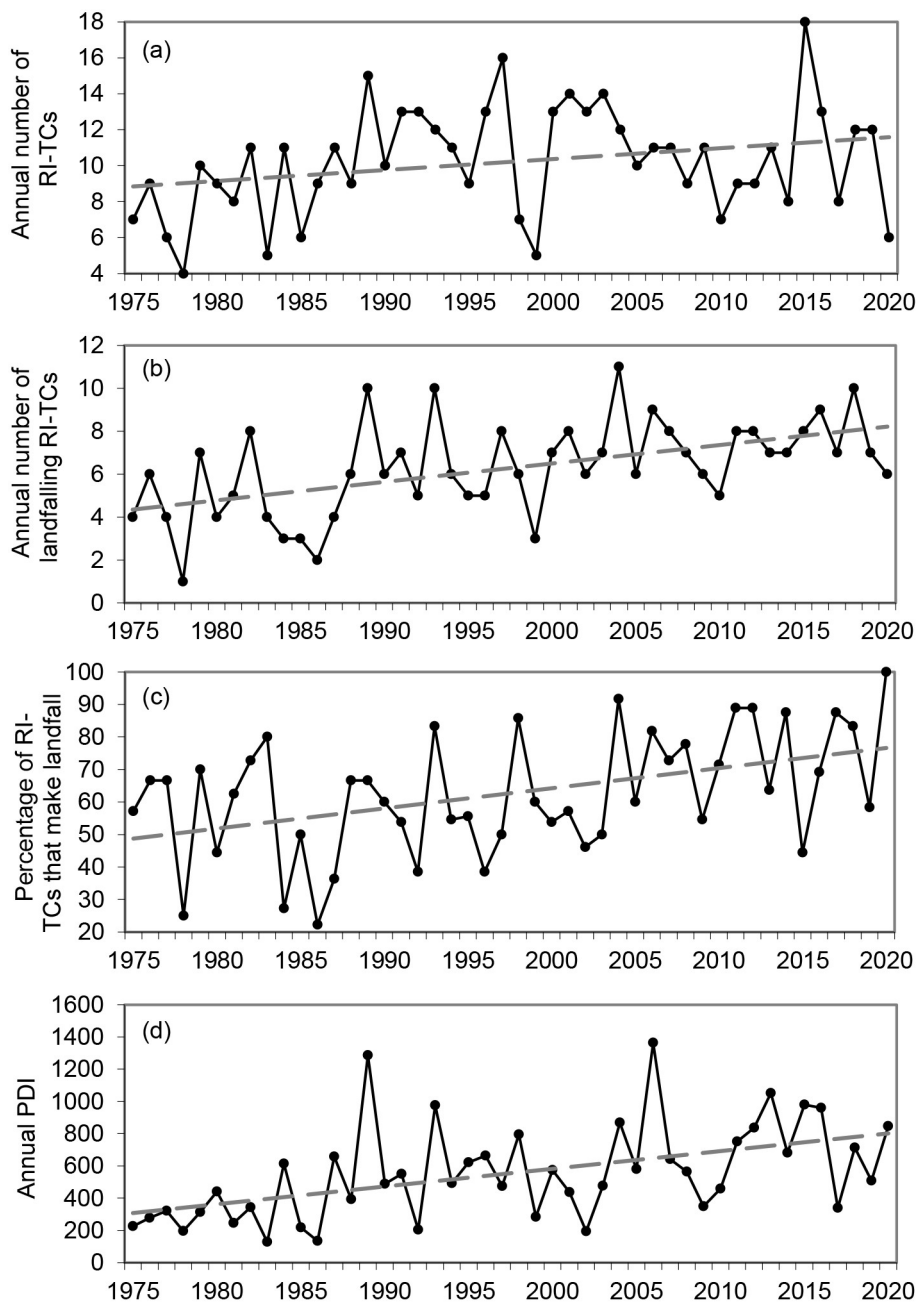 (a)
Annual number of
RI-TCs
18
16
14
12
10
8
6
4
1975 1980 1985 1990 1995 2000 2005 2010 2015 2020
(b)
Annual number of
landfalling RI-TCs
12
10
8
6
4
2
0
1975 1980 1985 1990 1995 2000 2005 2010 2015 2020
(c)
Percentage of RI-
TCs that make landfall
100
90
80
70
60
50
40
30
20
1975 1980 1985 1990 1995 2000 2005 2010 2015 2020
(d)
Annual PDI
1600
1400
1200
1000
800
600
400
200
0
1975 1980 1985 1990 1995 2000 2005 2010 2015 2020